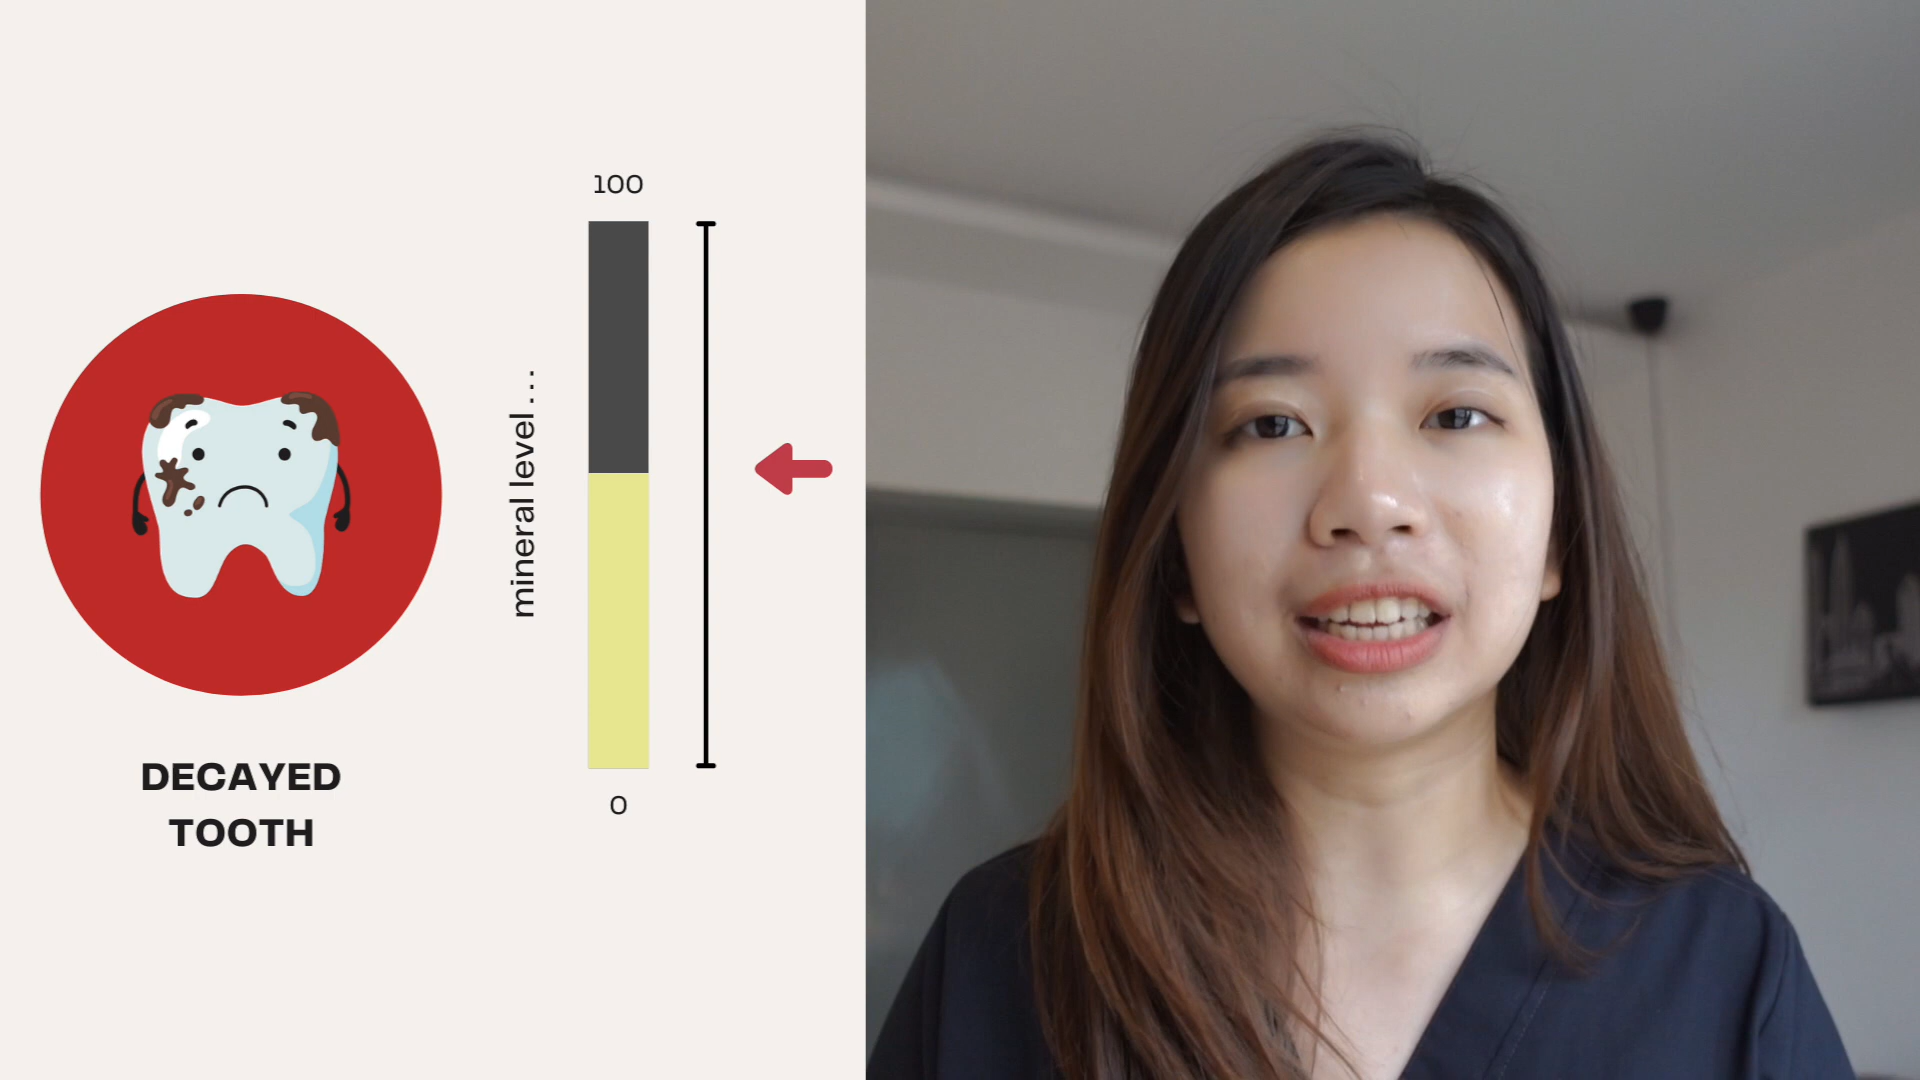 100
mineral level . . .
0
DECAYED
TOOTH